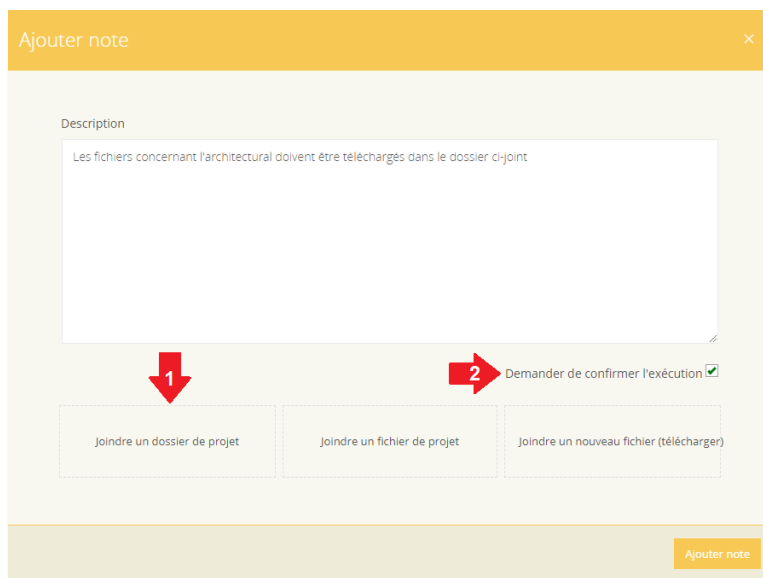 Ajouter note
×
Description
Les fichiers concernant l'architectural doivent être téléchargés dans le dossier ci-joint
1
2
Demander de confirmer l'exécution
Joindre un dossier de projet
Joindre un fichier de projet
Joindre un nouveau fichier (télécharger)
Ajouter note